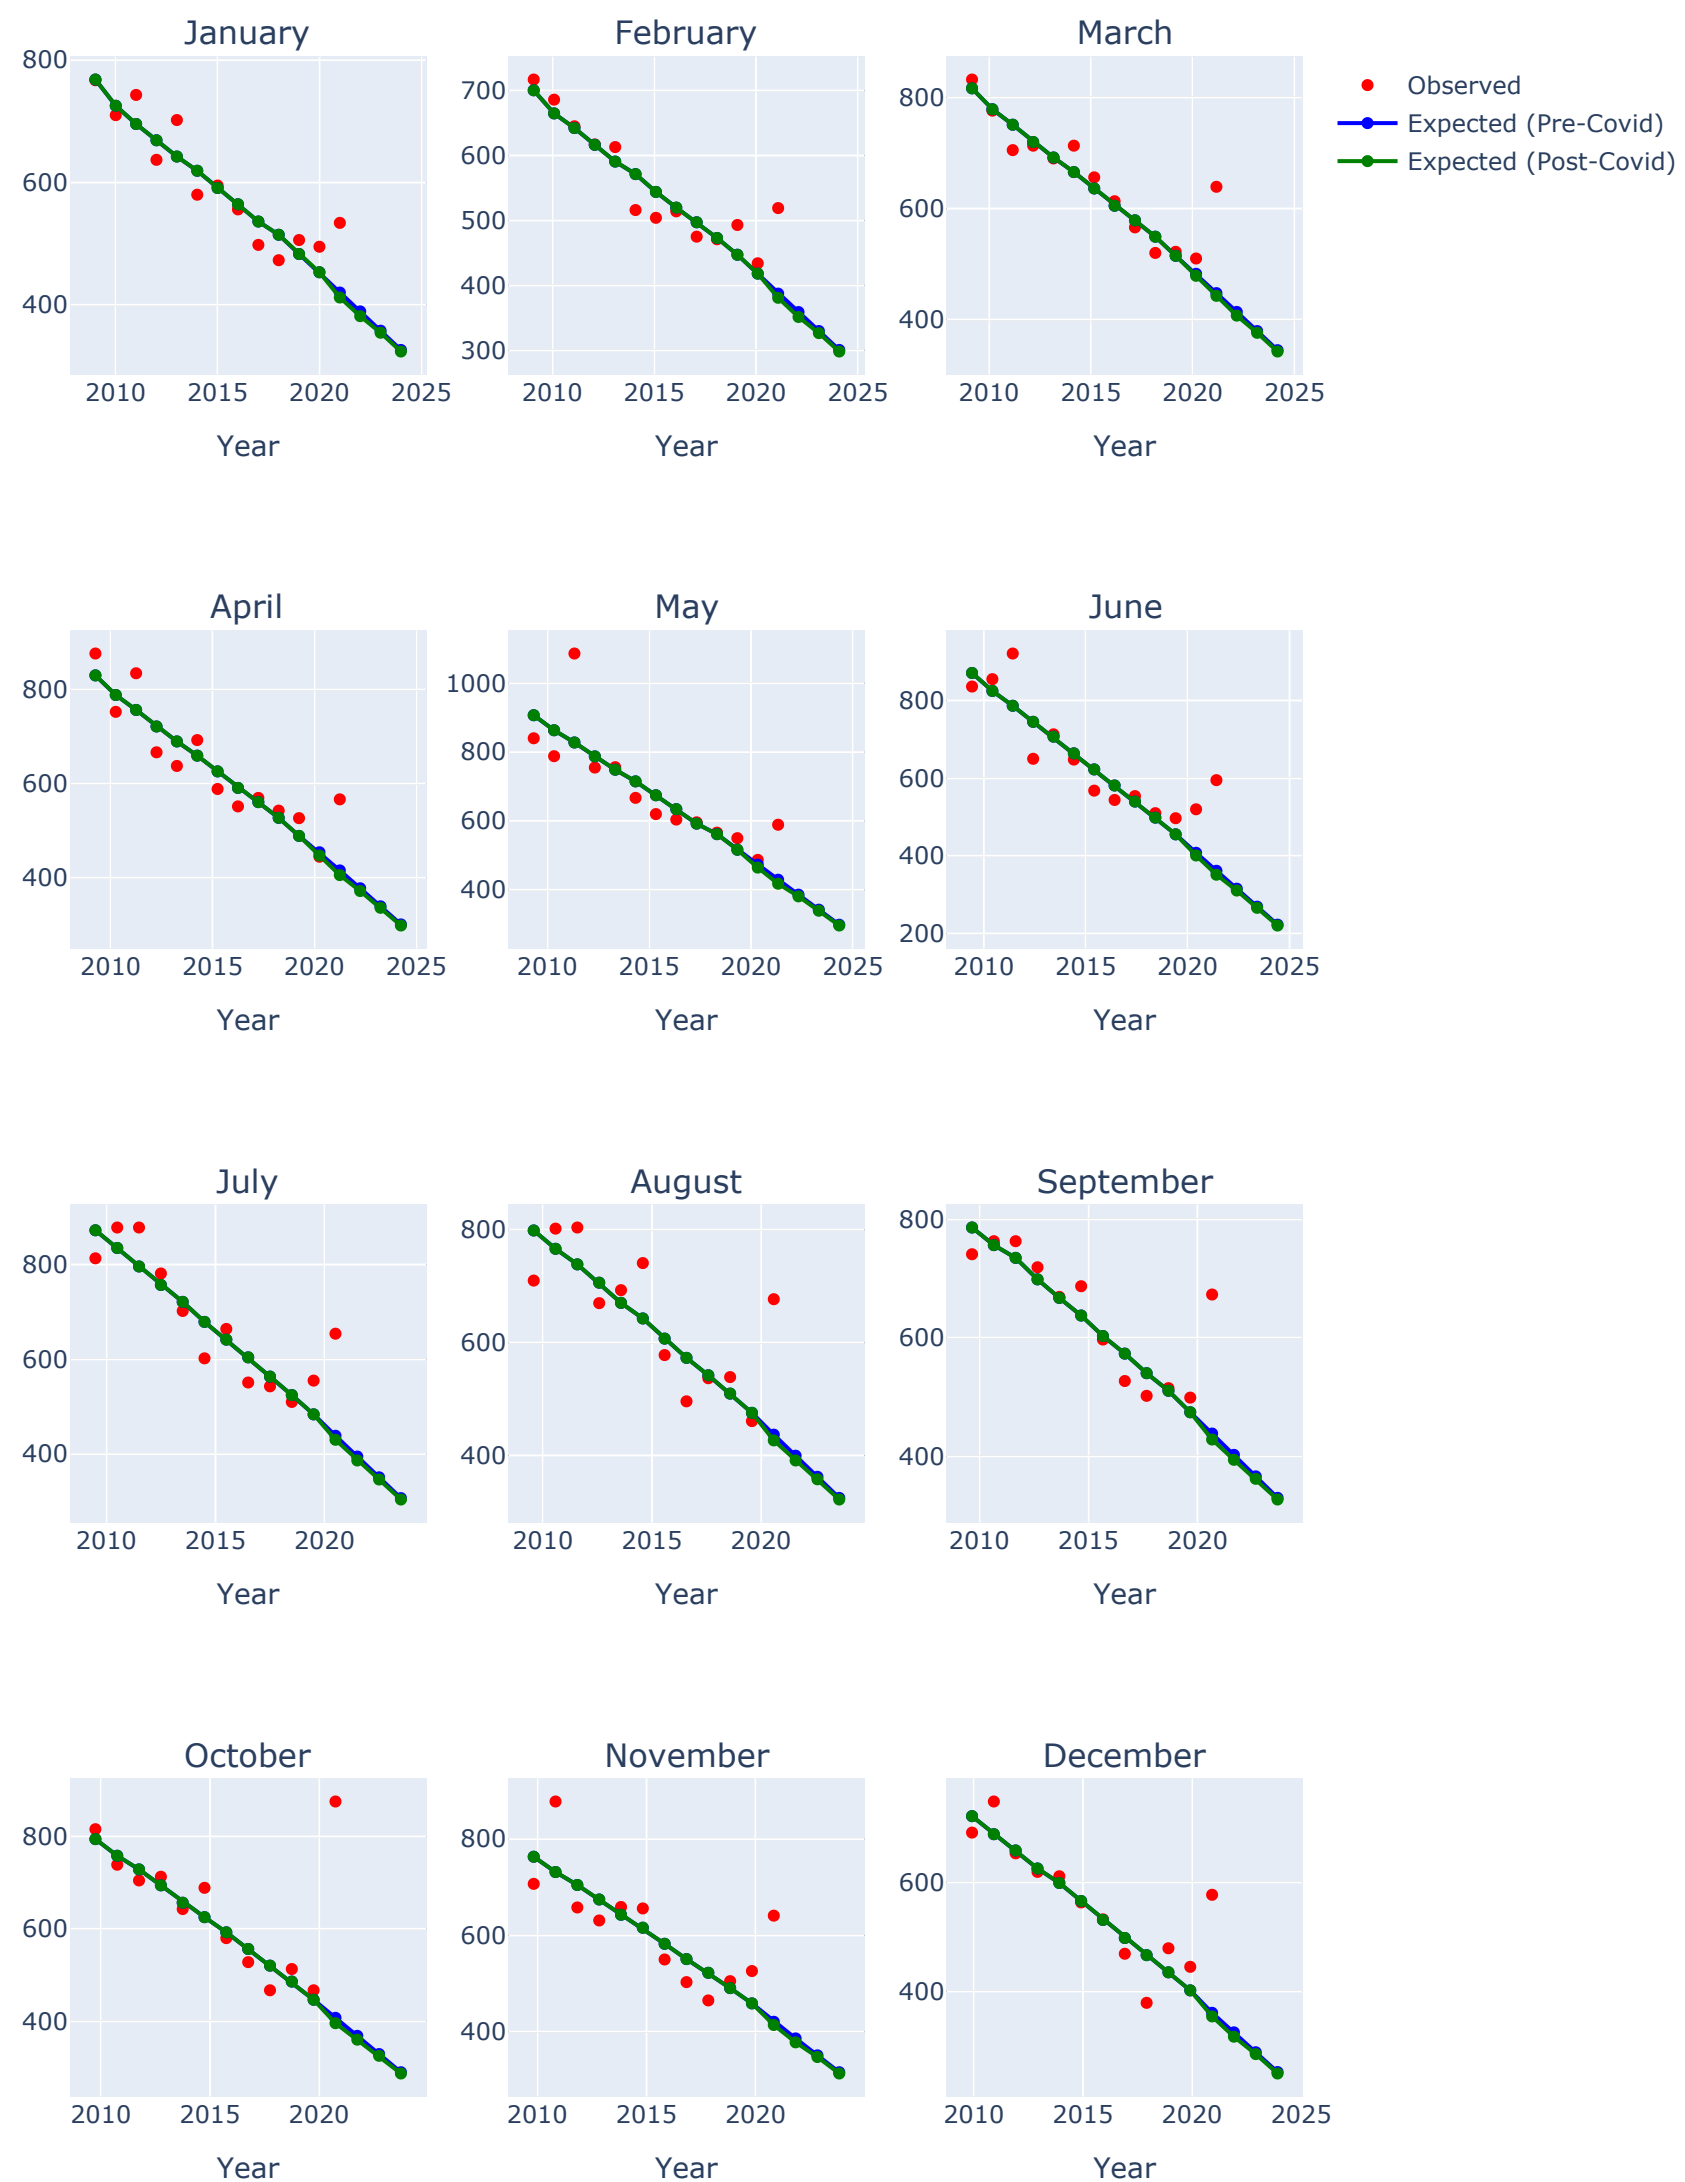 January February March
800
600
400
2010 2015 2020 2025
Year
700
600
500
400
300
2010 2015 2020 2025
Year
800
600
400
2010 2015 2020 2025
Year
Observed
Expected (Pre-Covid)
Expected (Post-Covid)
April May June
800
600
400
2010 2015 2020 2025
Year
1000
800
600
400
2010 2015 2020 2025
Year
800
600
400
200
2010 2015 2020 2025
Year
July August September
800
600
400
2010 2015 2020
Year
800
600
400
2010 2015 2020
Year
800
600
400
2010 2015 2020
Year
October November December
800
600
400
2010 2015 2020
Year
800
600
400
2010 2015 2020
Year
600
400
2010 2015 2020 2025
Year